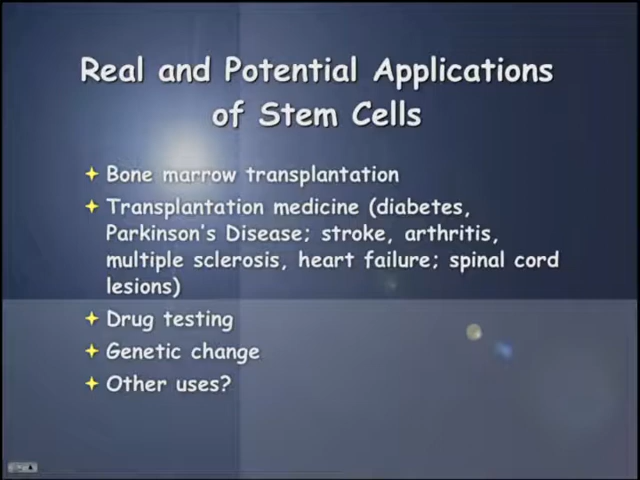 Real and Potential Applications
of Stem Cells
Bone marrow transplantation
Transplantation medicine (diabetes,
Parkinson's Disease; stroke, arthritis,
multiple sclerosis, heart failure; spinal cord
lesions)
Drug testing
Genetic change
Other uses?